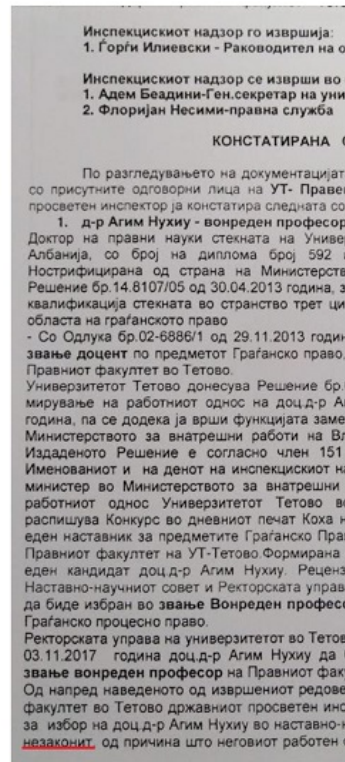 Инспекцискиот надзор го извршија:
1. Ѓорѓи Илиевски - Раководител на о
Инспекцискиот надзор се изврши во
1. Адем Беадини-Ген.секретар на уни
2. Флоријан Несими-правна служба
КОНСТАТИРАНА С
По разгледувањето на документацијат
со присутните одговорни лица на УТ- Праве
просветен инспектор ја констатира следната со
1. д-р Агим Нухиу - вонреден професор
Доктор на правни науки стекната на Униве
Албанија, со број на диплома број 592
Нострифицирана од страна на Министерств
Решение бр.14.8107/05 од 30.04.2013 година, з
квалификација стекната во странство трет ци
областа на граѓанското право
- Со Одлука бр.02-6886/1 од 29.11.2013 годин
звање доцент по предметот Граѓанско право,
Правниот факултет во Тетово.
Универзитетот Тетово донесува Решение бр.
мирување на работниот однос на доц.д-р А
година, па се додека ја врши функцијата заме
Министерството за внатрешни работи на Вл
Издаденото Решение е согласно член 151
Именованиот и на денот на инспекцискиот на
министер во Министерството за внатрешни
работниот однос Универзитетот Тетово в
распишува Конкурс во дневниот печат Коха н
еден наставник за предметите Граѓанско Пра
Правниот факултет на УТ-Тетово.Формирана
еден кандидат доц.д-р Агим Нухиу. Реценз
Наставно-научниот совет и Ректорската управ
да биде избран во звање Вонреден професо
Граѓанско процесно право.
Ректорската управа на универзитетот во Тетов
03.11.2017 година доц.д-р Агим Нухиу да
звање вонреден професор на Правниот фак
Од напред наведеното од извршениот редове
факултет во Тетово државниот просветен инс
за избор на доц.д-р Агим Нухиу во наставно-
незаконит, од причина што неговиот работен